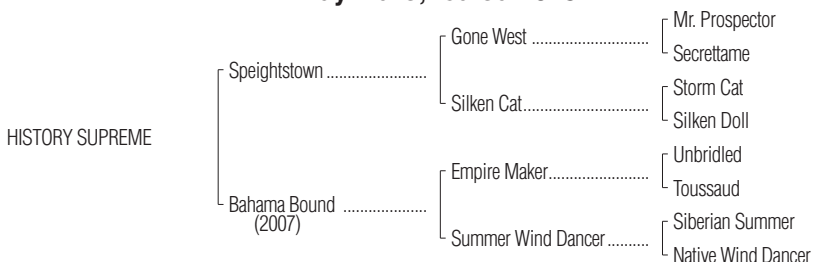 Mr. Prospector
Gone West ............................
Secrettame
Speightstown ........................
Storm Cat
Silken Cat..............................
Silken Doll
HISTORY SUPREME
Unbridled
Empire Maker........................
Toussaud
Bahama Bound ....................
(2007)
Siberian Summer
Summer Wind Dancer..........
Native Wind Dancer